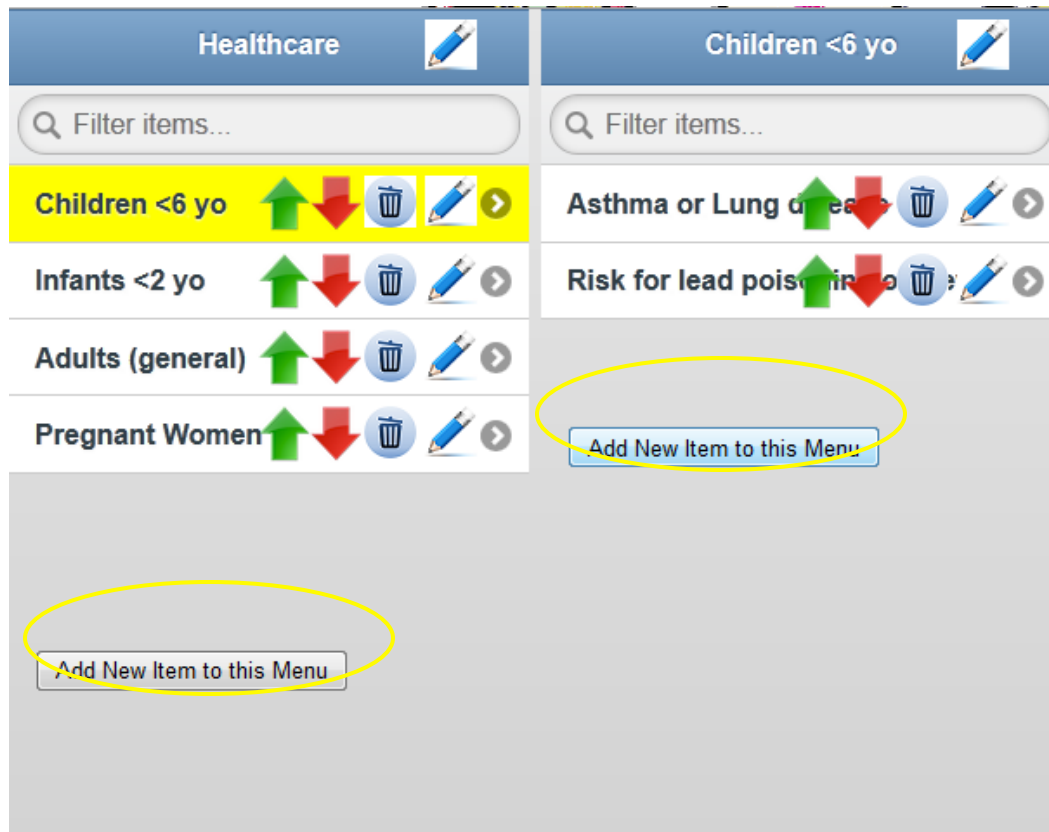 Healthcare
Filter items...
Children <6 yo
Infants <2 yo
Adults (general)
Pregnant Women
Add New Item to this Menu
Children <6 yo
Filter items...
Asthma or Lung disease
Risk for lead
Add New Item to this Menu